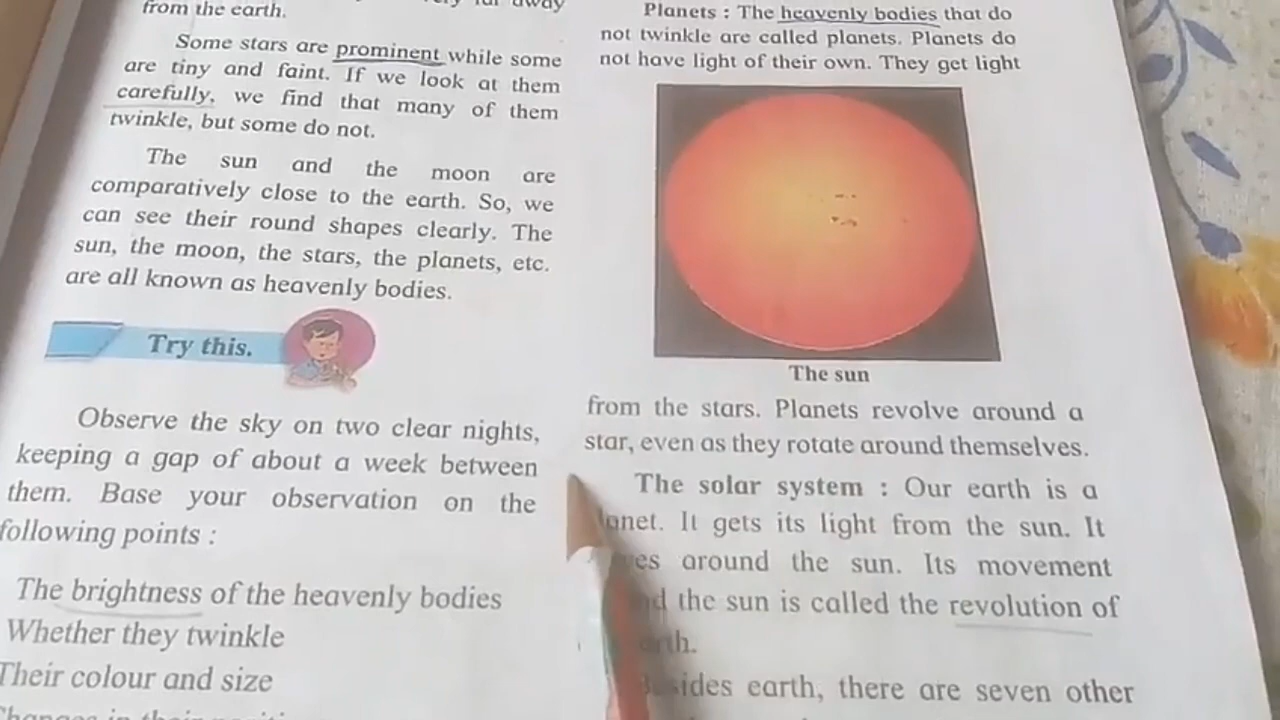 away
from the earth.
Some stars are prominent while some
are tiny and faint. If we look at them
carefully, we find that many of them
twinkle, but some do not.
The sun and the moon are
comparatively close to the earth. So, we
can see their round shapes clearly. The
sun, the moon, the stars, the planets, etc.
are all known as heavenly bodies.
Try this.
Observe the sky on two clear nights,
keeping a gap of about a week between
them. Base your observation on the
following points :
The brightness of the heavenly bodies
Whether they twinkle
Their colour and size
Planets : The heavenly bodies that do
not twinkle are called planets. Planets do
not have light of their own. They get light
The sun
from the stars. Planets revolve around a
star, even as they rotate around themselves.
The solar system : Our earth is a
It gets its light from the sun. It
around the sun. Its movement
the sun is called the revolution of
earth, there are seven other